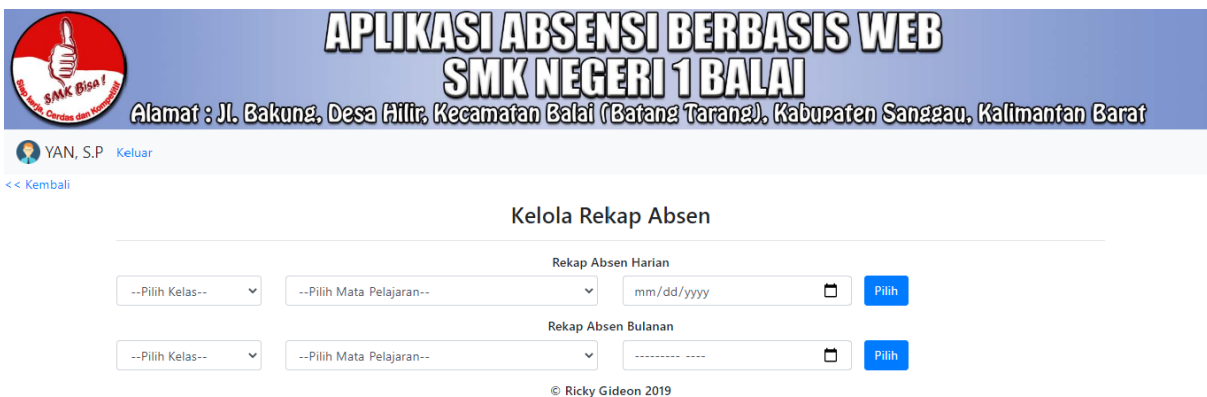 APLIKASI ABSENSI BERBASIS WEB
SMK NEGERI 1 BALAI
Alamat : Jl. Bakung, Desa Hilir, Kecamatan Balai (Batang Tarang), Kabupaten Sanggau, Kalimantan Barat
SMK Bisa!
Siap kerja, Cerdas dan Kompetitif
YAN, S.P Keluar
<< Kembali
Kelola Rekap Absen
Rekap Absen Harian
--Pilih Kelas-- --Pilih Mata Pelajaran-- mm/dd/yyyy Pilih
Rekap Absen Bulanan
--Pilih Kelas-- --Pilih Mata Pelajaran-- --------- ---- Pilih
© Ricky Gideon 2019